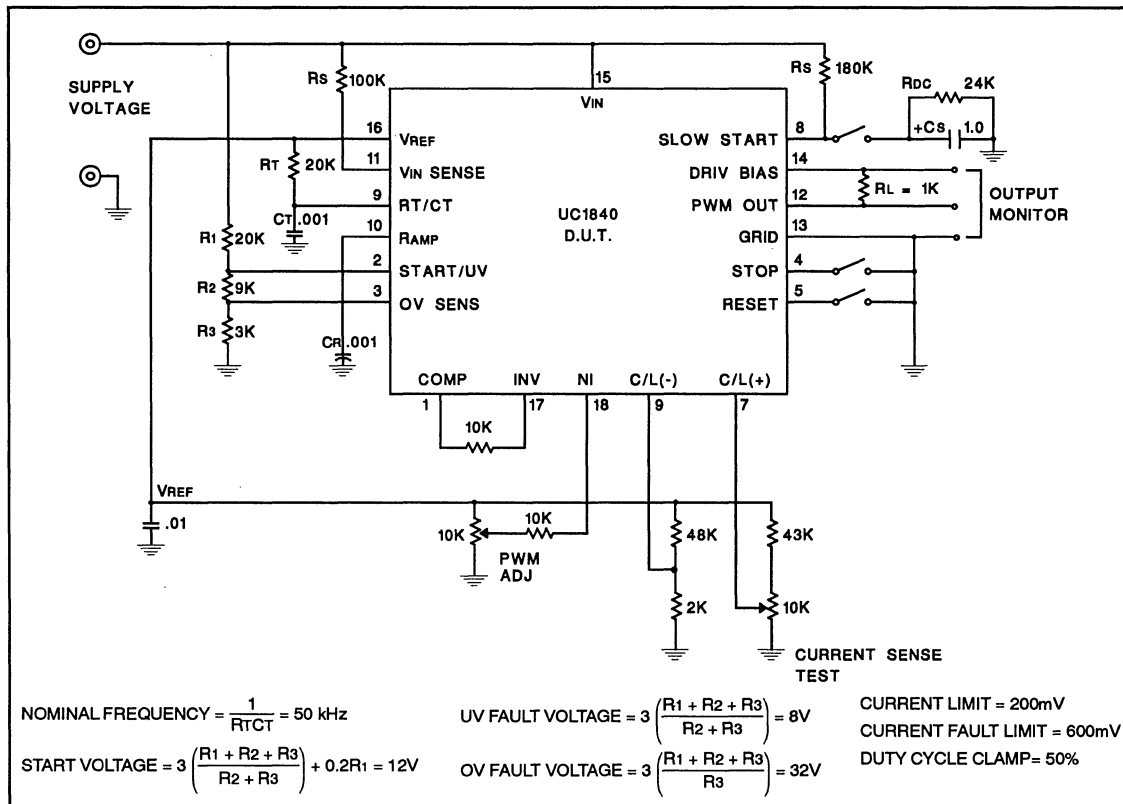 SUPPLY
VOLTAGE
RS 100K
15
VIN
RS 180K
RDC 24K
+CS 1.0
16 VREF
RT 20K
11 VIN SENSE
9 RT/CT
CT .001
10 RAMP
R1 20K
2 START/UV
R2 9K
3 OV SENS
R3 3K
CR .001
UC1840
D.U.T.
SLOW START 8
DRIV BIAS 14
RL = 1K
PWM OUT 12
GRID 13
OUTPUT
MONITOR
STOP 4
RESET 5
COMP INV NI C/L(-) C/L(+)
1 17 18 9 7
10K
VREF
.01
10K
10K
PWM
ADJ
48K
43K
2K
10K
CURRENT SENSE
TEST
NOMINAL FREQUENCY = 1 / RTCT = 50 kHz
START VOLTAGE = 3 (R1 + R2 + R3 / R2 + R3) + 0.2R1 = 12V
UV FAULT VOLTAGE = 3 (R1 + R2 + R3 / R2 + R3) = 8V
OV FAULT VOLTAGE = 3 (R1 + R2 + R3 / R3) = 32V
CURRENT LIMIT = 200mV
CURRENT FAULT LIMIT = 600mV
DUTY CYCLE CLAMP= 50%